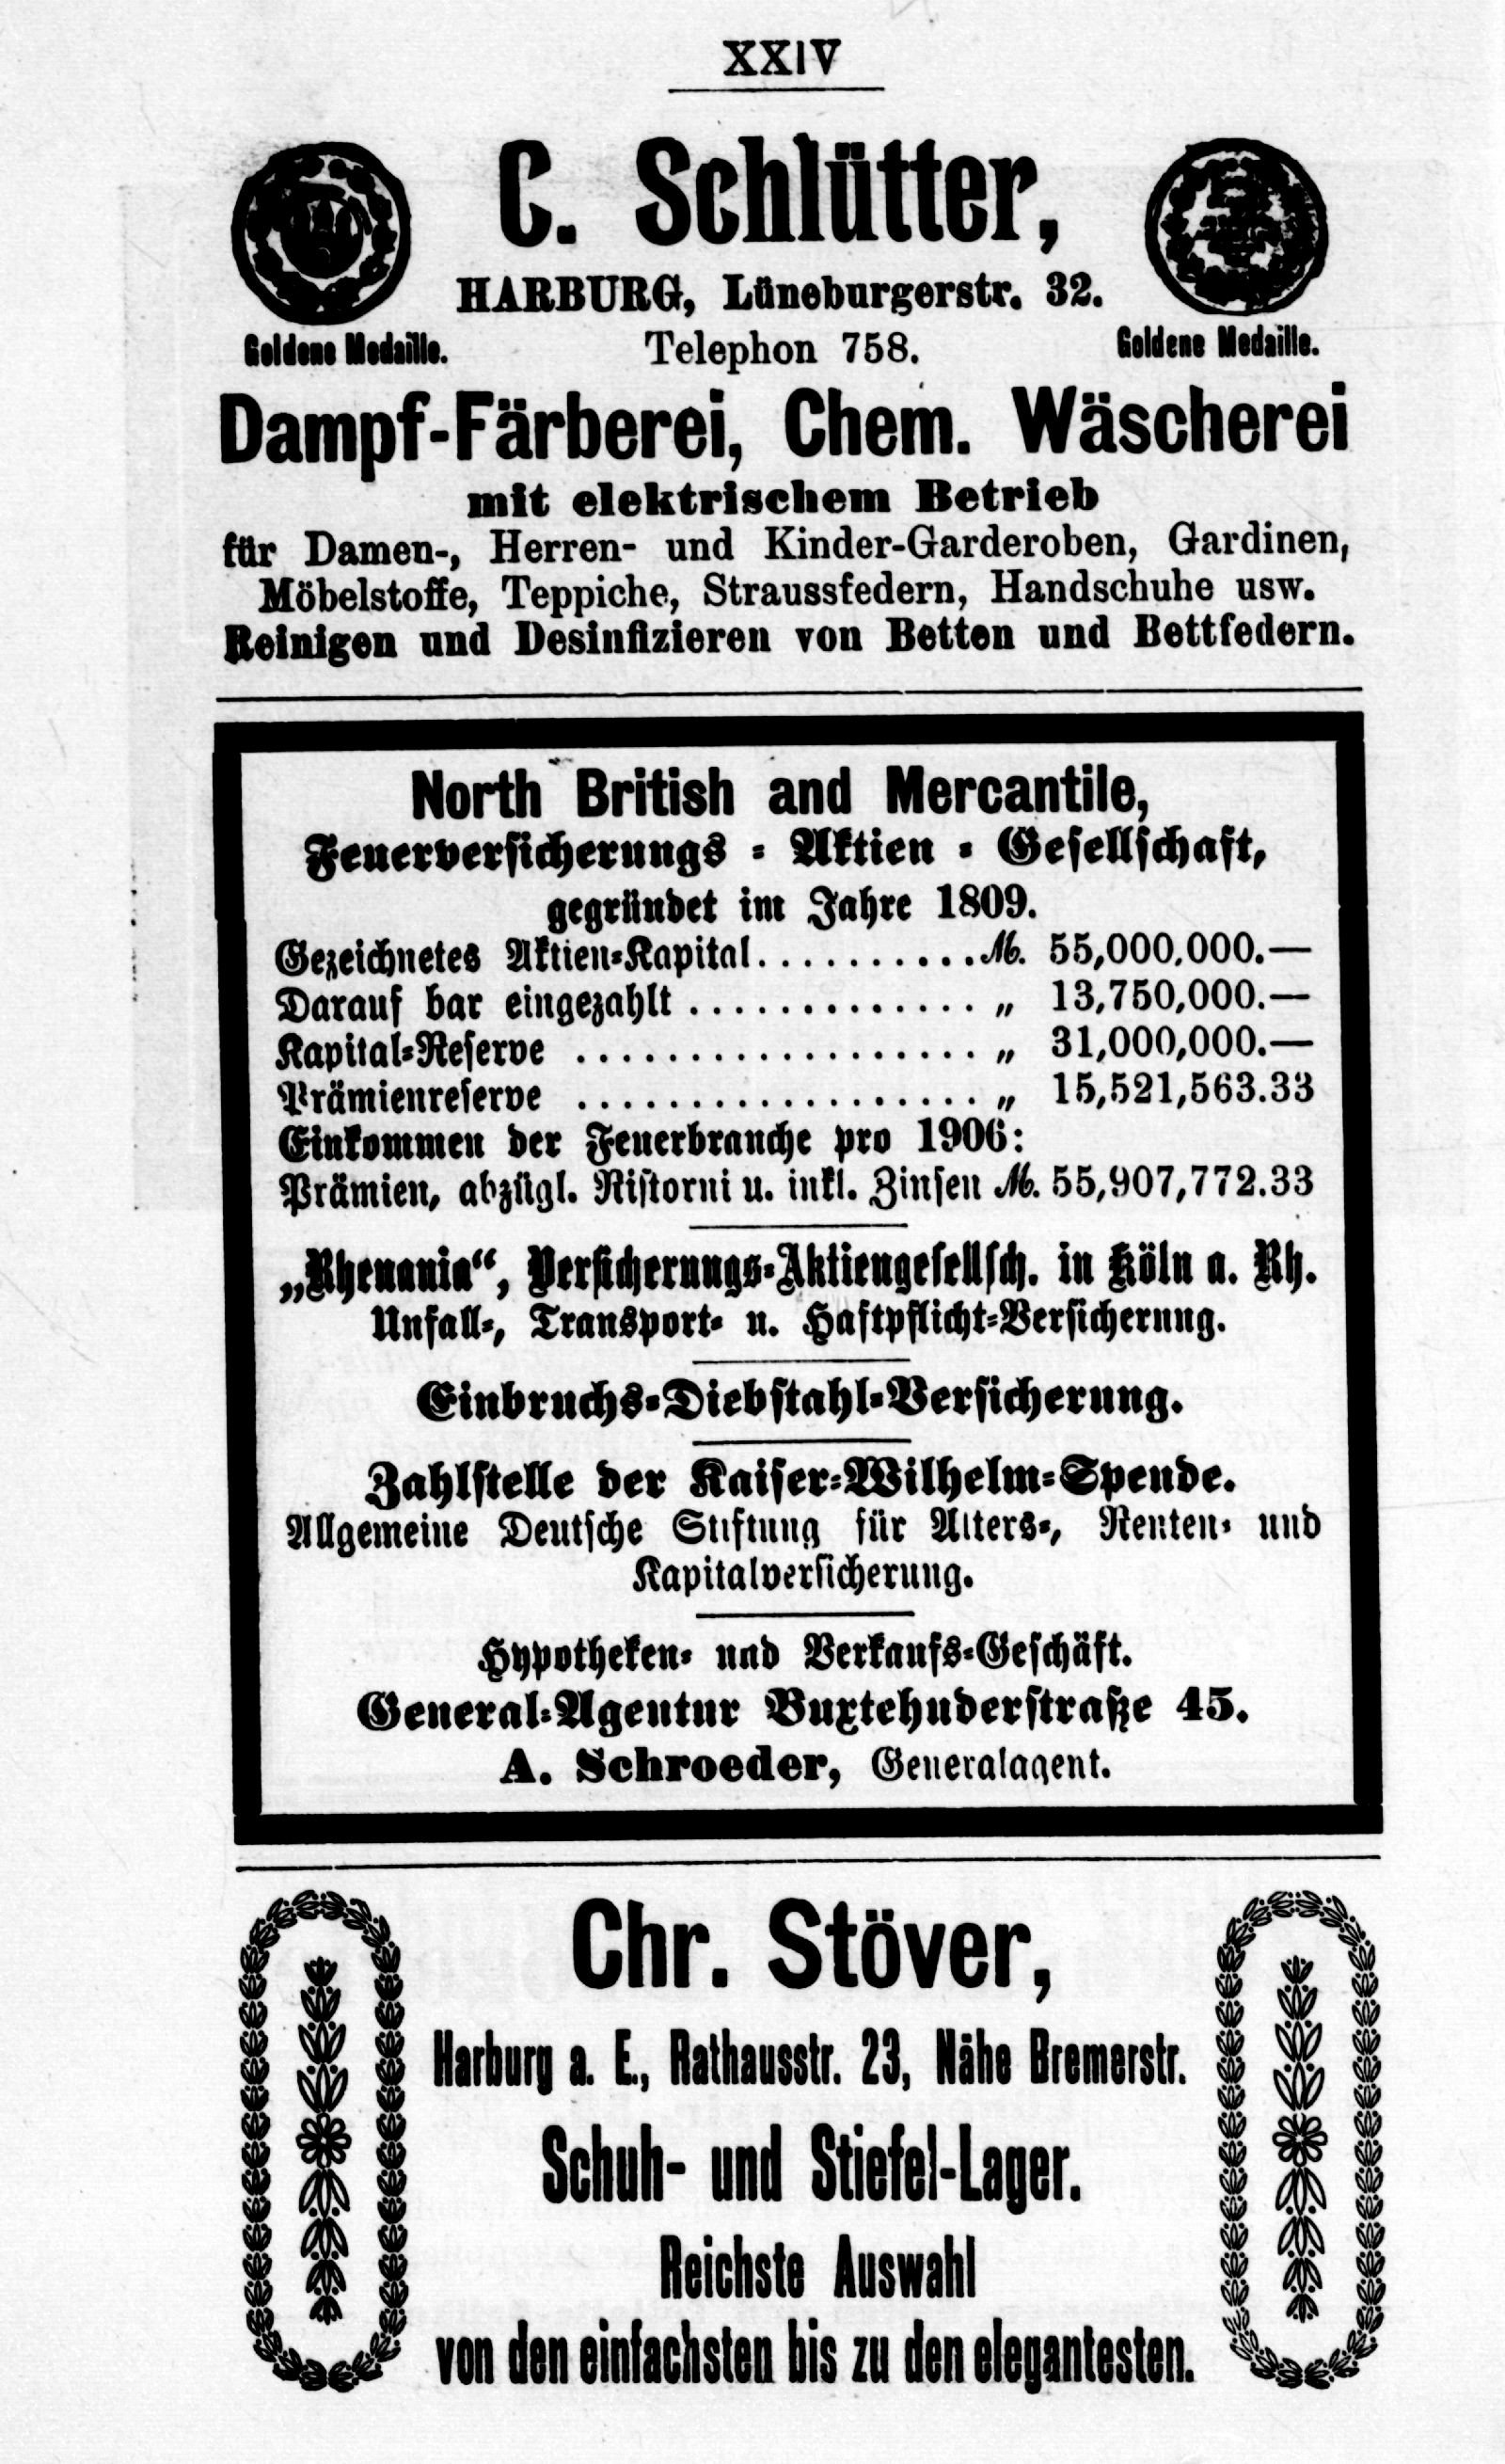 XXIV
C. Schlütter,
HARBURG, Lüneburgerstr. 32.
Goldene Medaille. Telephon 758. Goldene Medaille.
Dampf-Färberei, Chem. Wäscherei
mit elektrischem Betrieb
für Damen-, Herren- und Kinder-Garderoben, Gardinen,
Möbelstoffe, Teppiche, Straussfedern, Handschuhe usw.
Reinigen und Desinfizieren von Betten und Bettfedern.
North British and Mercantile,
Feuerversicherungs-Aktien-Gesellschaft,
gegründet im Jahre 1809.
Gezeichnetes Aktien-Kapital.......... M. 55,000,000.—
Darauf bar eingezahlt ............. „ 13,750,000.—
Kapital-Reserve .................. „ 31,000,000.—
Prämienreserve .................. „ 15,521,563.33
Einkommen der Feuerbranche pro 1906:
Prämien, abzügl. Ristorni u. inkl. Zinsen M. 55,907,772.33
„Rhenania“, Versicherungs-Aktiengesellsch. in Köln a. Rh.
Unfall-, Transport- u. Haftpflicht-Versicherung.
Einbruchs-Diebstahl-Versicherung.
Zahlstelle der Kaiser-Wilhelm-Spende.
Allgemeine Deutsche Stiftung für Alters-, Renten- und
Kapitalversicherung.
Hypotheken- und Verkaufs-Geschäft.
General-Agentur Buxtehuderstraße 45.
A. Schroeder, Generalagent.
Chr. Stöver,
Harburg a. E., Rathausstr. 23, Nähe Bremerstr.
Schuh- und Stiefel-Lager.
Reichste Auswahl
von den einfachsten bis zu den elegantesten.